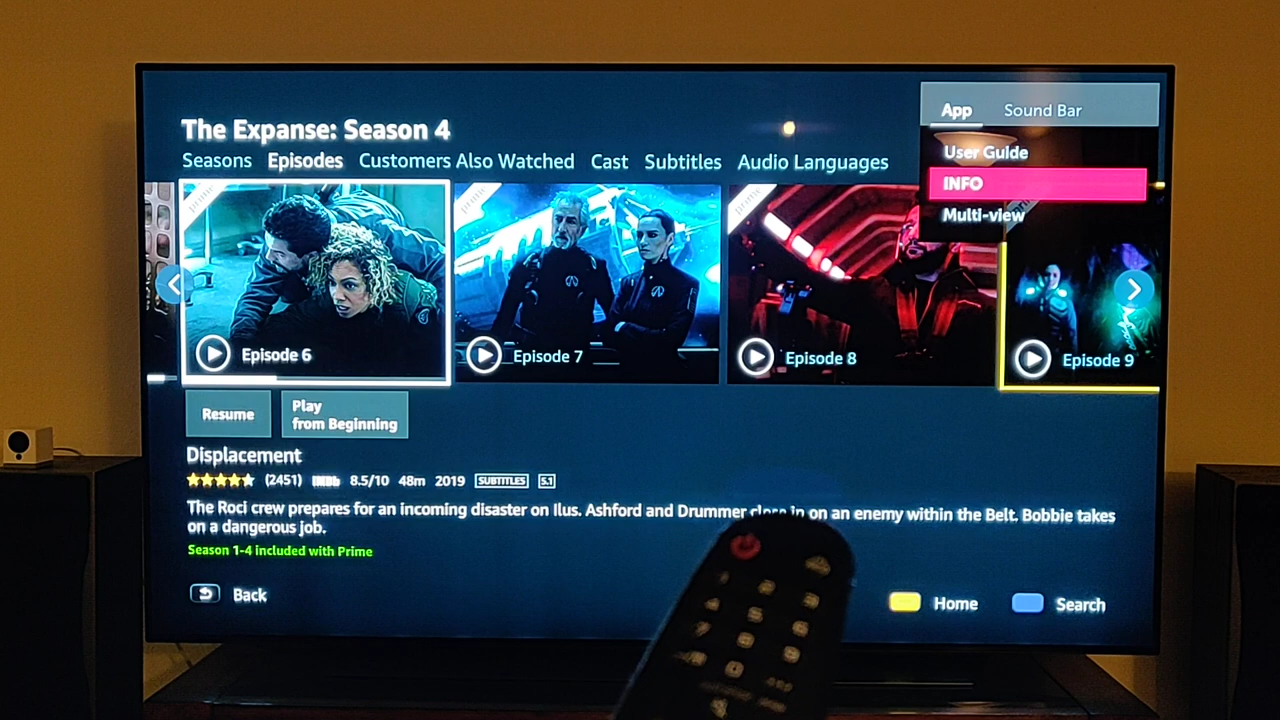 The Expanse: Season 4
App Sound Bar
User Guide
INFO
Multi-view
Seasons Episodes Customers Also Watched Cast Subtitles Audio Languages
prime
prime
prime
Episode 6
Episode 7
Episode 8
Episode 9
Resume
Play
from Beginning
Displacement
(2451) IMDb 8.5/10 48m 2019 SUBTITLES 5.1
The Roci crew prepares for an incoming disaster on Ilus. Ashford and Drummer close in on an enemy within the Belt. Bobbie takes
on a dangerous job.
Season 1-4 included with Prime
Back
Home
Search